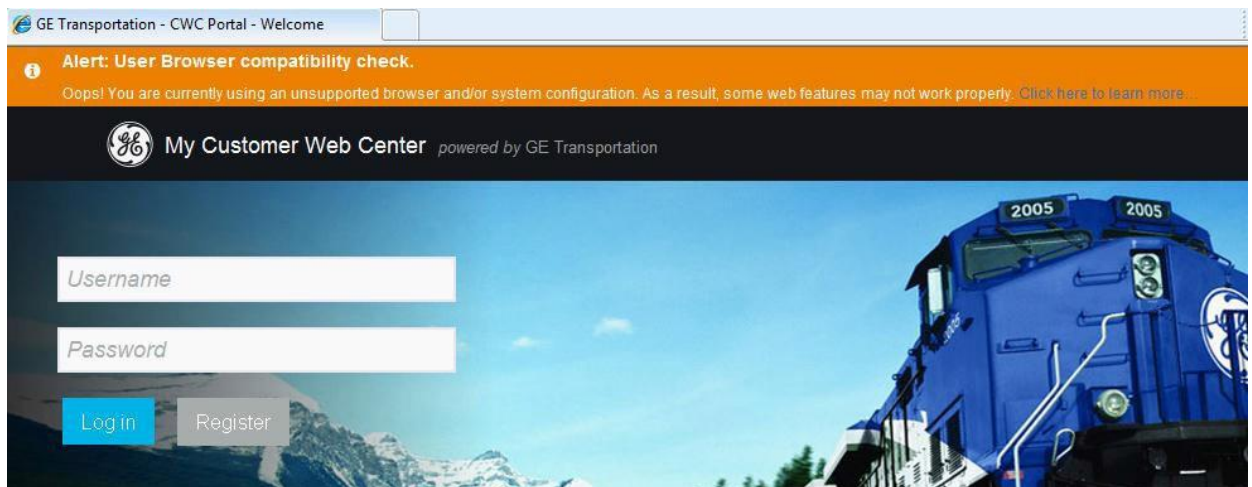 GE Transportation - CWC Portal - Welcome
Alert: User Browser compatibility check.
Oops! You are currently using an unsupported browser and/or system configuration. As a result, some web features may not work properly. Click here to learn more...
GE My Customer Web Center powered by GE Transportation
2005 2005
Username
2005
Password
Log in Register